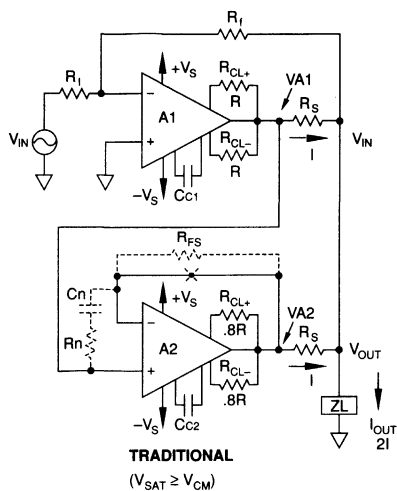 Rf
+VS
RI
RCL+
VA1
R
RS
−
A1
VIN
RCL−
+
I
VIN
R
−VS
CC1
RFS
Cn
+VS
RCL+
.8R
VA2
−
RS
Rn
A2
VOUT
RCL−
I
+
.8R
−VS
CC2
ZL
IOUT
2I
TRADITIONAL
(VSAT ≥ VCM)